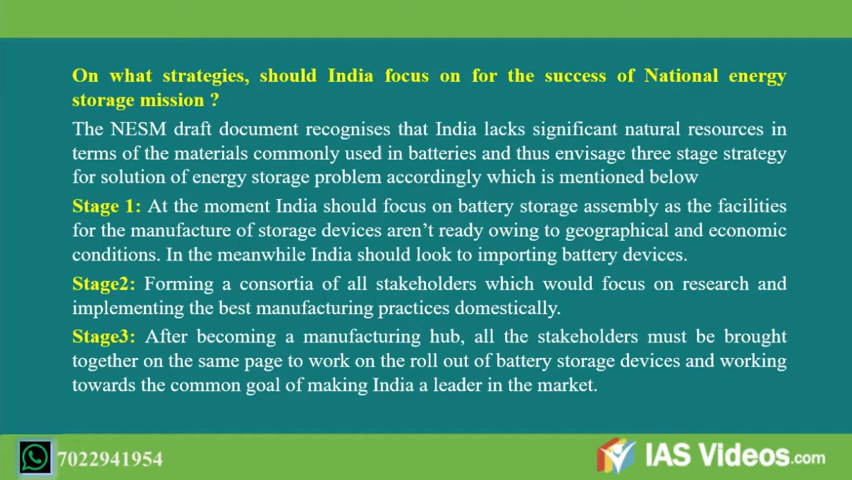 On what strategies, should India focus on for the success of National energy
storage mission ?
The NESM draft document recognises that India lacks significant natural resources in
terms of the materials commonly used in batteries and thus envisage three stage strategy
for solution of energy storage problem accordingly which is mentioned below
Stage 1: At the moment India should focus on battery storage assembly as the facilities
for the manufacture of storage devices aren't ready owing to geographical and economic
conditions. In the meanwhile India should look to importing battery devices.
Stage2: Forming a consortia of all stakeholders which would focus on research and
implementing the best manufacturing practices domestically.
Stage3: After becoming a manufacturing hub, all the stakeholders must be brought
together on the same page to work on the roll out of battery storage devices and working
towards the common goal of making India a leader in the market.
7022941954
IAS Videos.com